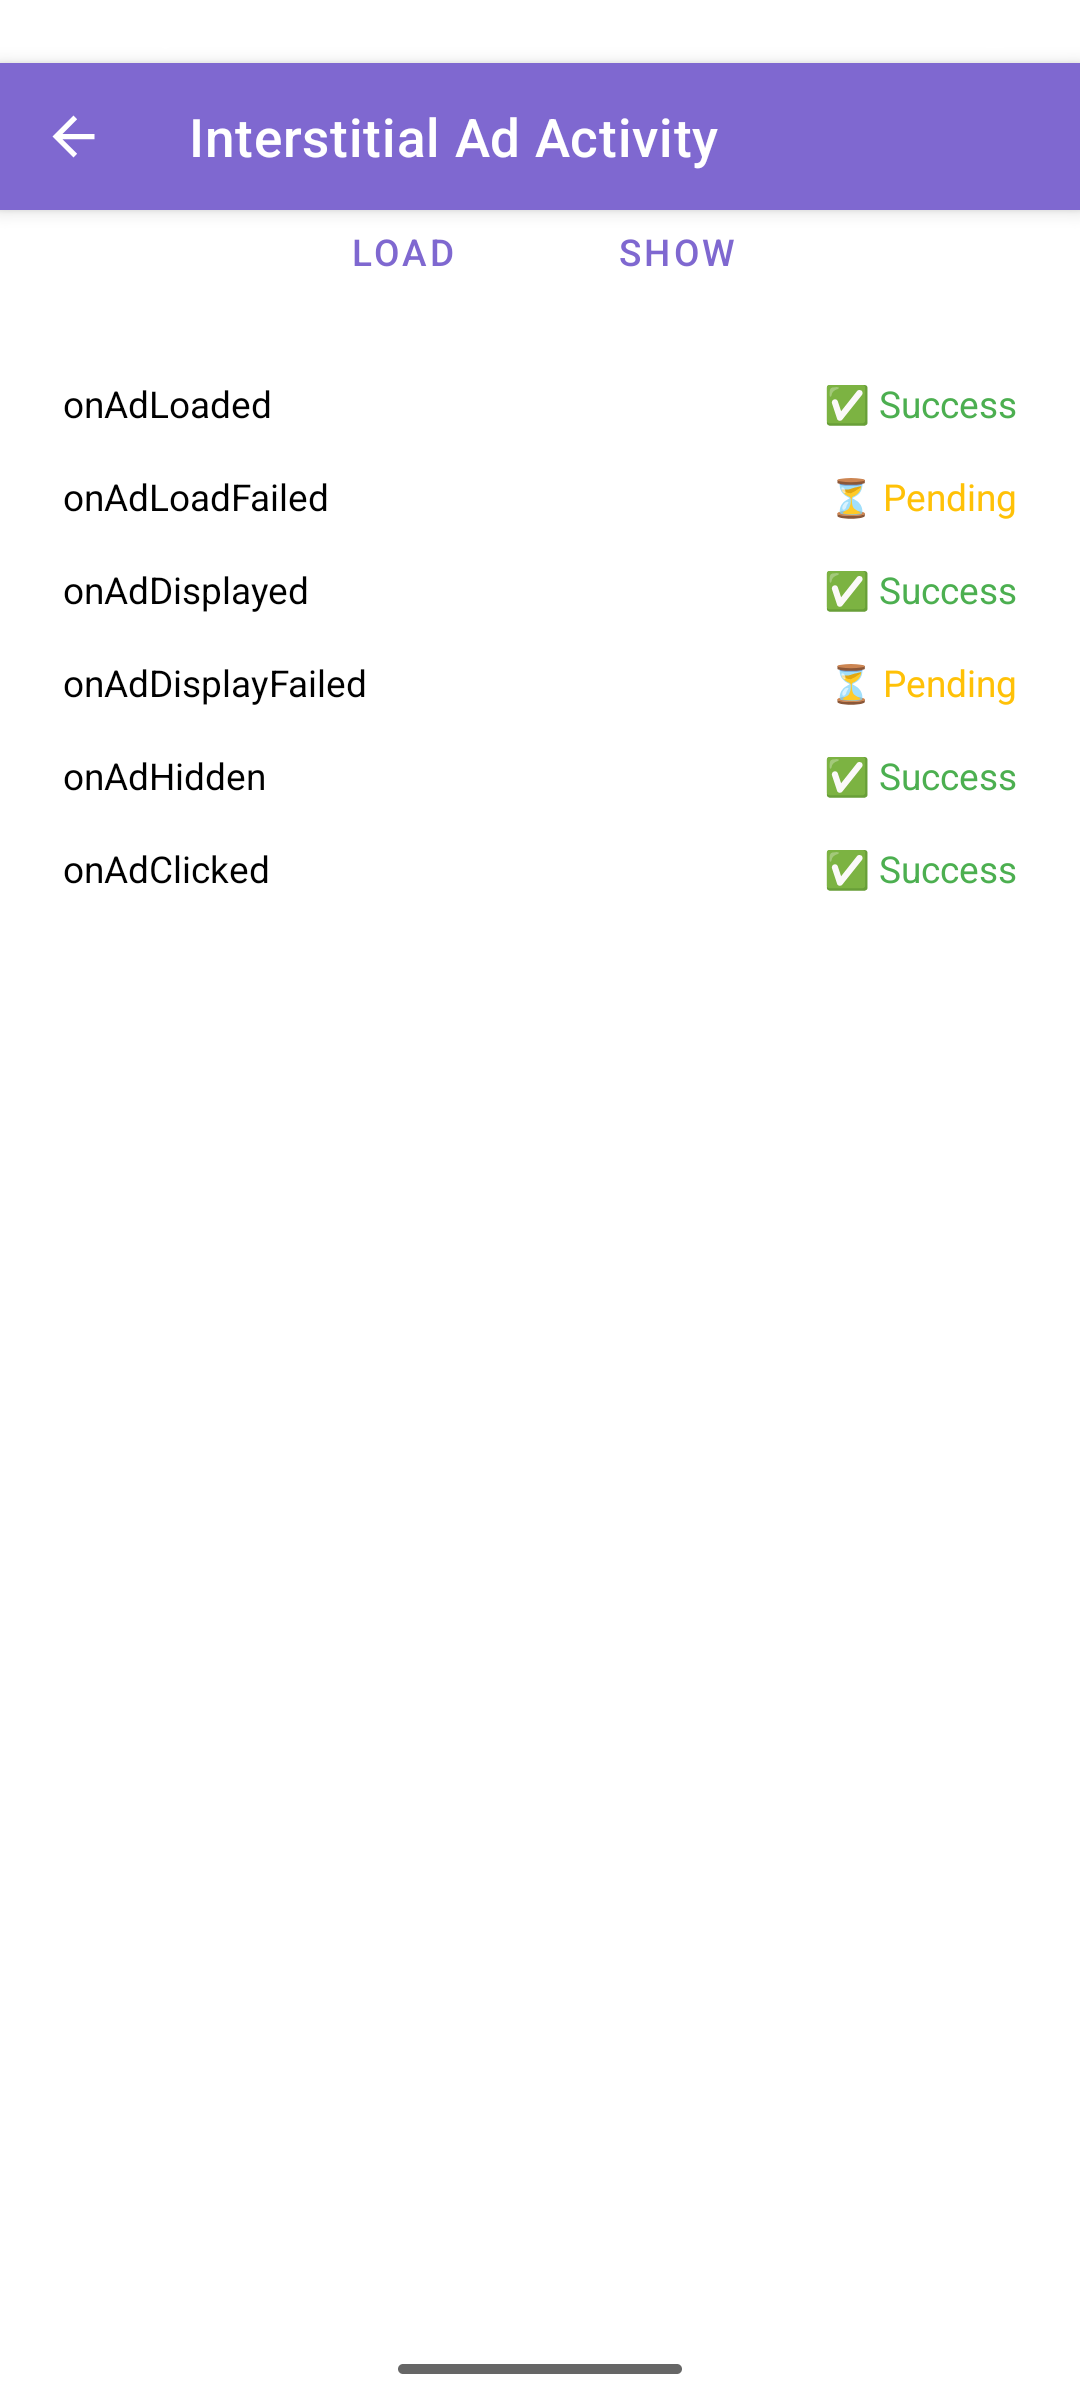 Interstitial Ad Activity
LOAD SHOW
onAdLoaded ✅ Success
onAdLoadFailed ⏳ Pending
onAdDisplayed ✅ Success
onAdDisplayFailed ⏳ Pending
onAdHidden ✅ Success
onAdClicked ✅ Success